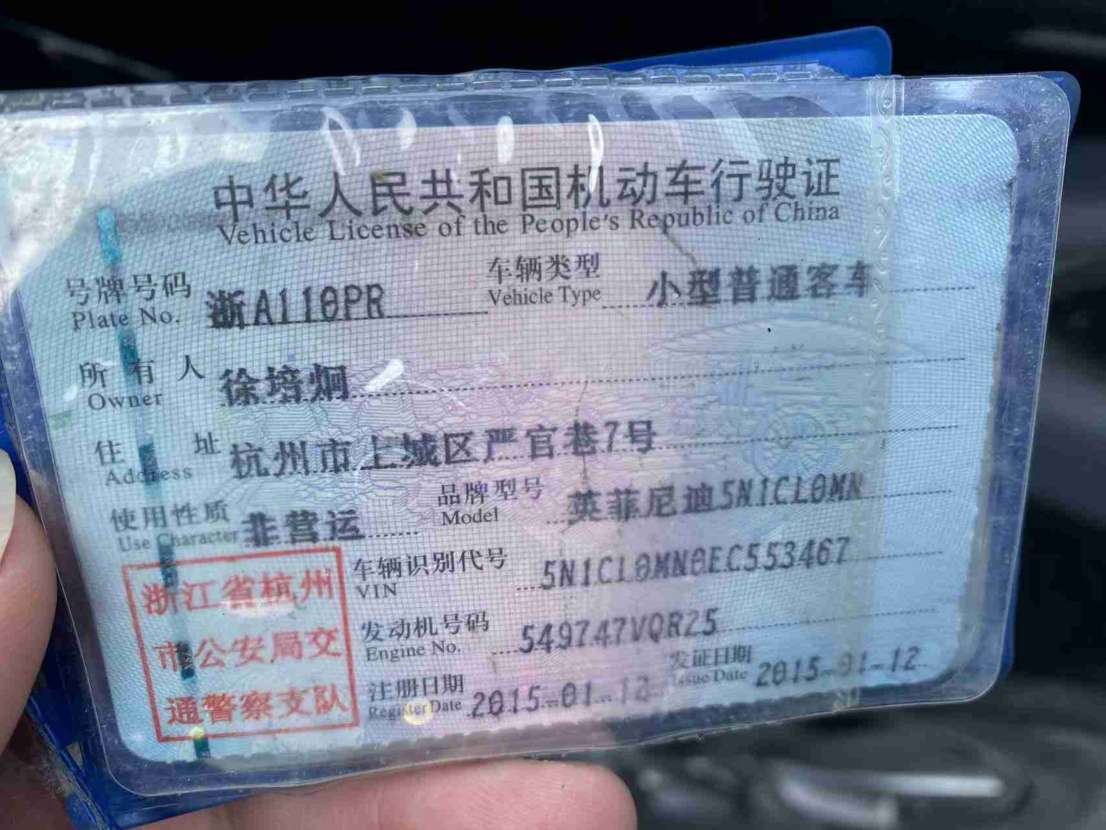 中华人民共和国机动车行驶证
Vehicle License of the People's Republic of China
号牌号码 浙A110PR 车辆类型 小型普通客车
Plate No. Vehicle Type
所有人 徐培炯
Owner
住址 杭州市上城区严官巷7号
Address
使用性质 非营运 品牌型号 英菲尼迪5N1CL0MN
Use Character Model
浙江省杭州
市公安局交
通警察支队
车辆识别代号 5N1CL0MN0EC553467
VIN
发动机号码 549747VQR25
Engine No.
注册日期 2015-01-12 发证日期 2015-01-12
Register Date Issue Date